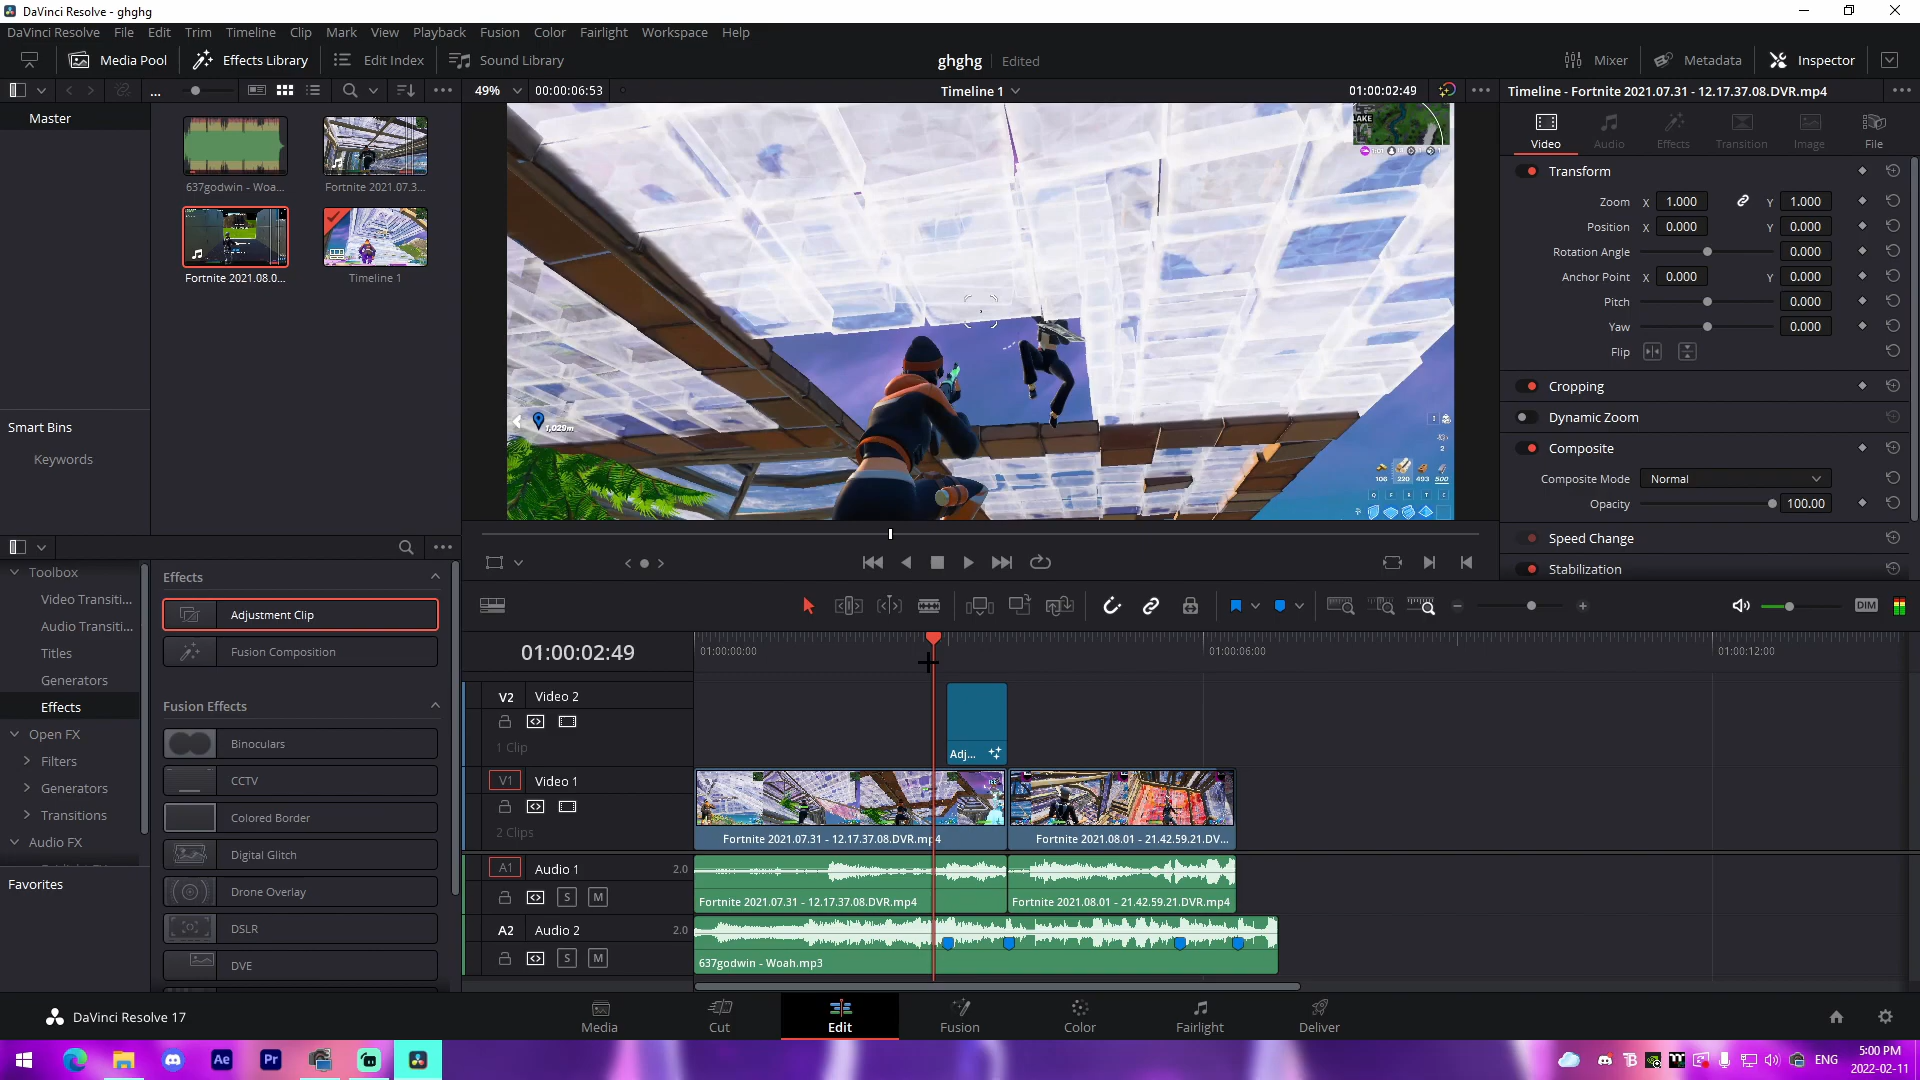 DaVinci Resolve - ghghg
DaVinci Resolve File Edit Trim Timeline Clip Mark View Playback Fusion Color Fairlight Workspace Help
Media Pool Effects Library Edit Index Sound Library ghghg Edited Mixer Metadata Inspector
... 49% 00:00:06:53 Timeline 1 01:00:02:49 Timeline - Fortnite 2021.07.31 - 12.17.37.08.DVR.mp4
Master
637godwin - Woa...
Fortnite 2021.07.3...
Fortnite 2021.08.0...
Timeline 1
Smart Bins
Keywords
LAKE
1,029m
106 220 493 500
Video Audio Effects Transition Image File
Transform
Zoom X 1.000 Y 1.000
Position X 0.000 Y 0.000
Rotation Angle 0.000
Anchor Point X 0.000 Y 0.000
Pitch 0.000
Yaw 0.000
Flip
Cropping
Dynamic Zoom
Composite
Composite Mode Normal
Opacity 100.00
Speed Change
Stabilization
Toolbox
Video Transiti...
Audio Transiti...
Titles
Generators
Effects
Open FX
Filters
Generators
Transitions
Audio FX
Favorites
Effects
Adjustment Clip
Fusion Composition
Fusion Effects
Binoculars
CCTV
Colored Border
Digital Glitch
Drone Overlay
DSLR
DVE
DIM
01:00:02:49
01:00:00:00 01:00:06:00 01:00:12:00
V2 Video 2
1 Clip
Adj...
V1 Video 1
2 Clips
Fortnite 2021.07.31 - 12.17.37.08.DVR.mp4
Fortnite 2021.08.01 - 21.42.59.21.DV...
A1 Audio 1 2.0
S M
Fortnite 2021.07.31 - 12.17.37.08.DVR.mp4
Fortnite 2021.08.01 - 21.42.59.21.DVR.mp4
A2 Audio 2 2.0
S M
637godwin - Woah.mp3
DaVinci Resolve 17
Media Cut Edit Fusion Color Fairlight Deliver
Ae Pr
ENG
5:00 PM
2022-02-11